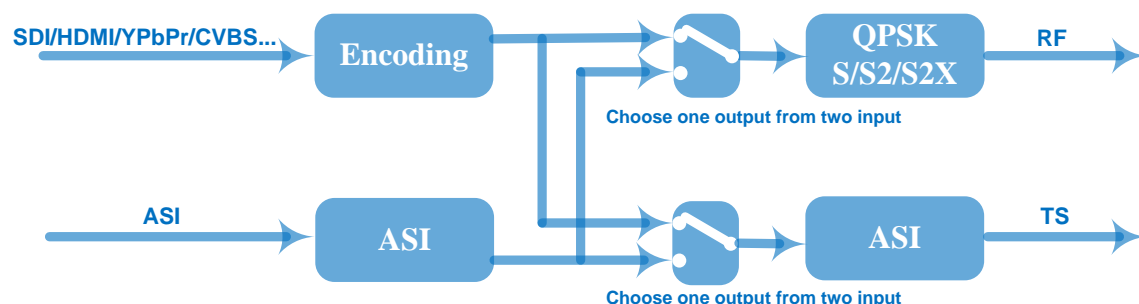 SDI/HDMI/YPbPr/CVBS...
Encoding
QPSK
S/S2/S2X
RF
Choose one output from two input
ASI
ASI
ASI
TS
Choose one output from two input